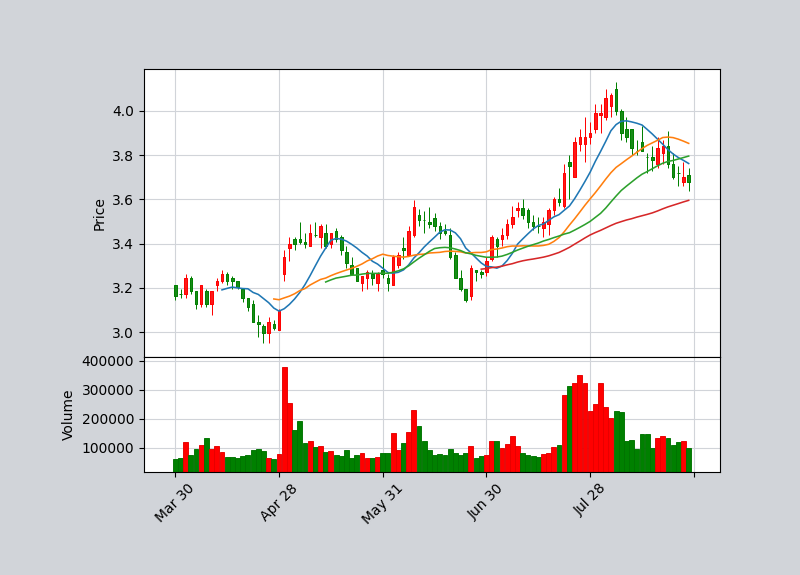 Price
4.0
3.8
3.6
3.4
3.2
3.0
Volume
400000
300000
200000
100000
Mar 30
Apr 28
May 31
Jun 30
Jul 28